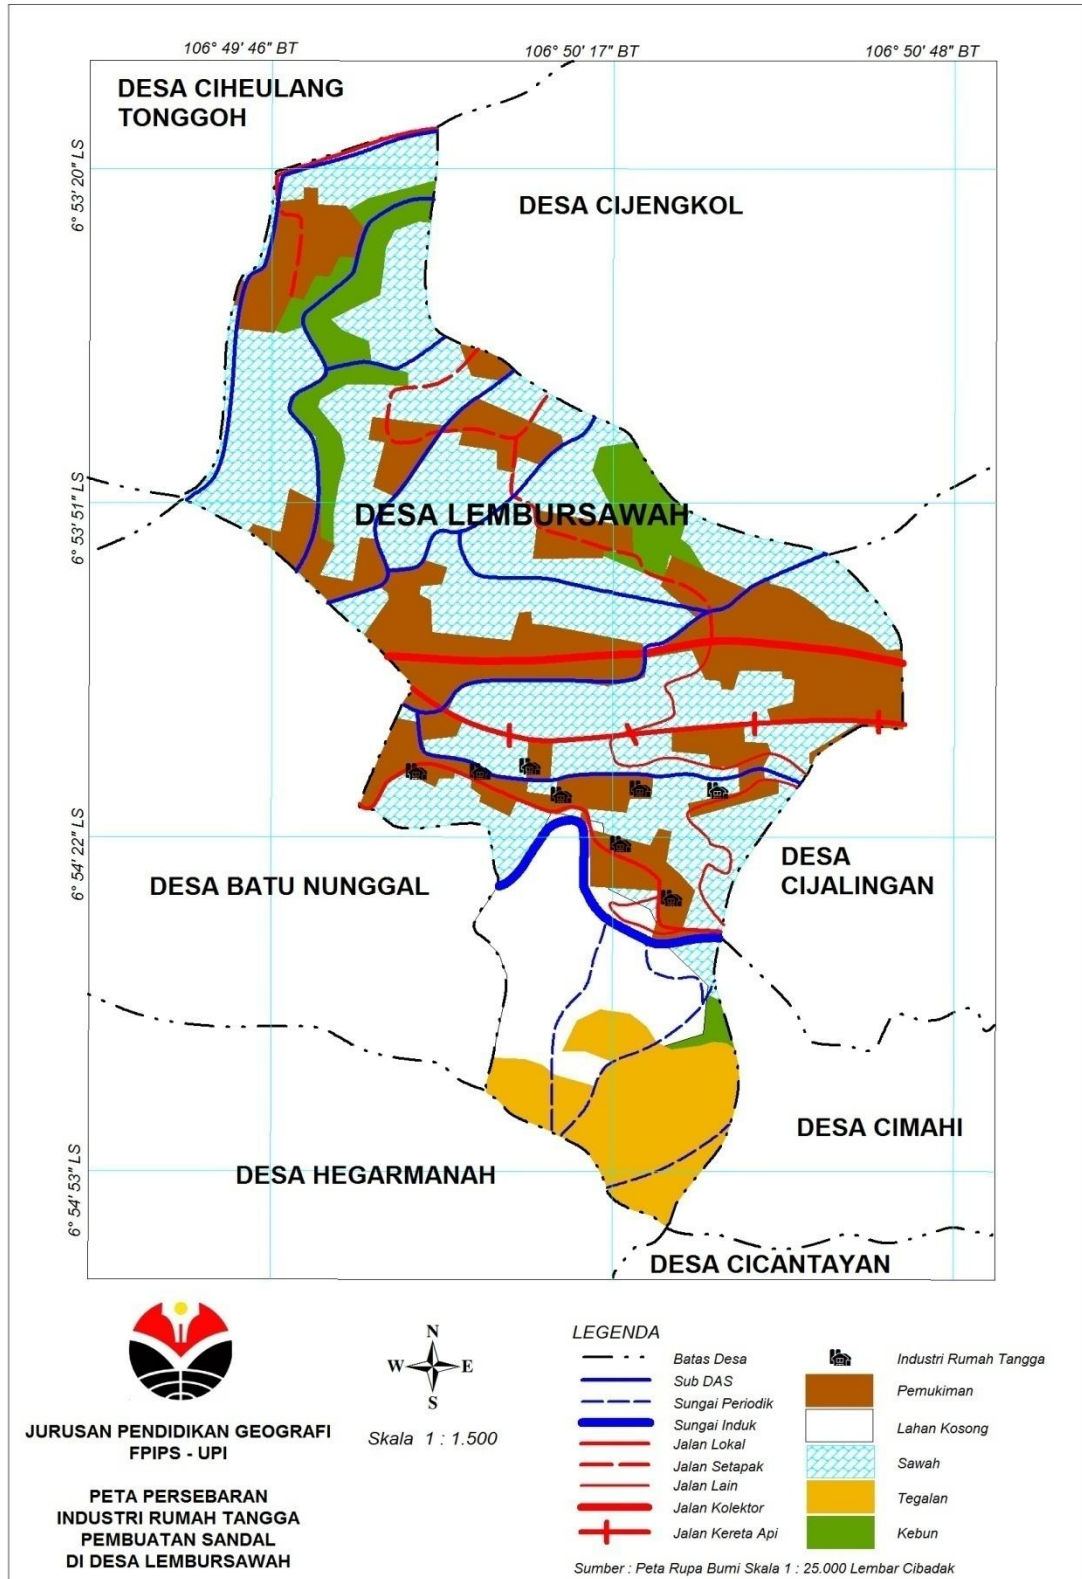 106° 49' 46" BT
106° 50' 17" BT
106° 50' 48" BT
DESA CIHEULANG
TONGGOH
6° 53' 20" LS
DESA CIJENGKOL
6° 53' 51" LS
DESA LEMBURSAWAH
6° 54' 22" LS
DESA BATU NUNGGAL
DESA
CIJALINGAN
DESA CIMAHI
6° 54' 53" LS
DESA HEGARMANAH
DESA CICANTAYAN
JURUSAN PENDIDIKAN GEOGRAFI
FPIPS - UPI
PETA PERSEBARAN
INDUSTRI RUMAH TANGGA
PEMBUATAN SANDAL
DI DESA LEMBURSAWAH
N
W E
S
Skala 1 : 1.500
LEGENDA
Batas Desa
Sub DAS
Sungai Periodik
Sungai Induk
Jalan Lokal
Jalan Setapak
Jalan Lain
Jalan Kolektor
Jalan Kereta Api
Industri Rumah Tangga
Pemukiman
Lahan Kosong
Sawah
Tegalan
Kebun
Sumber : Peta Rupa Bumi Skala 1 : 25.000 Lembar Cibadak